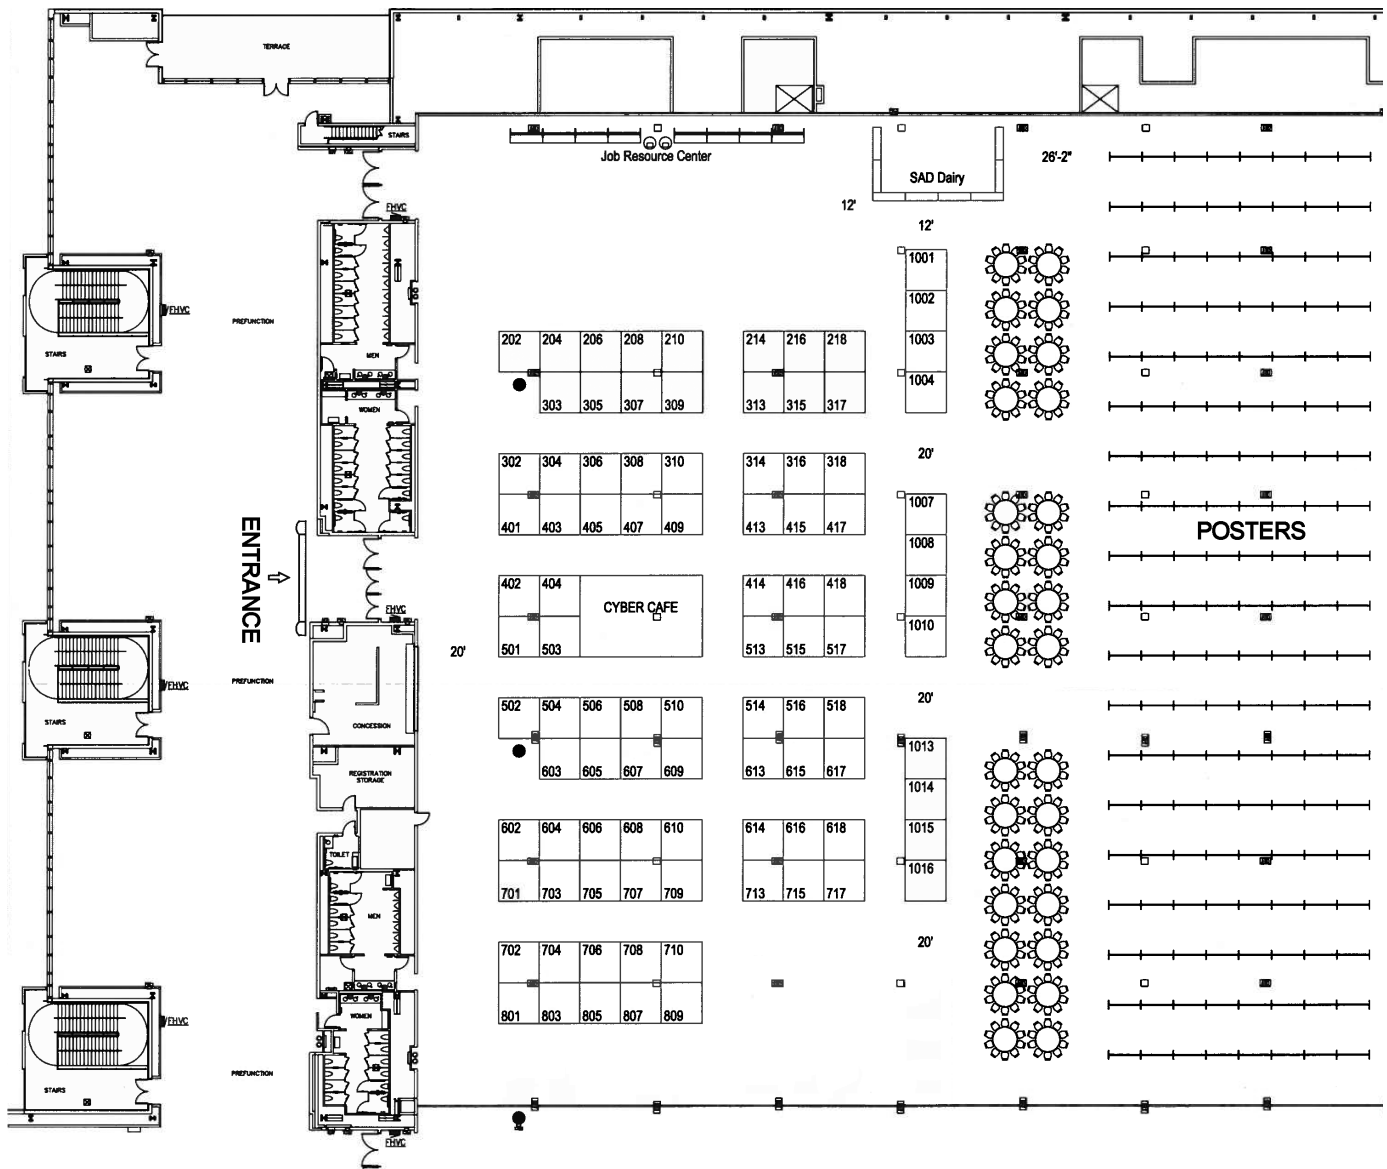 TERRACE
STAIRS
Job Resource Center
26'-2"
SAD Dairy
12'
FHVC
12'
1001
1002
FHVC
PREFUNCTION
202 204 206 208 210 214 216 218 1003
STAIRS
MEN
1004
303 305 307 309 313 315 317
WOMEN
20'
302 304 306 308 310 314 316 318
1007
401 403 405 407 409 413 415 417
POSTERS
1008
ENTRANCE
402 404 414 416 418 1009
CYBER CAFE
FHVC
1010
20'
501 503 513 515 517
PREFUNCTION
FHVC
20'
502 504 506 508 510 514 516 518
STAIRS
CONCESSION
1013
603 605 607 609 613 615 617
REGISTRATION
STORAGE
1014
602 604 606 608 610 614 616 618 1015
TOILET
1016
701 703 705 707 709 713 715 717
MEN
20'
702 704 706 708 710
WOMEN
801 803 805 807 809
FHVC
PREFUNCTION
STAIRS
FHVC